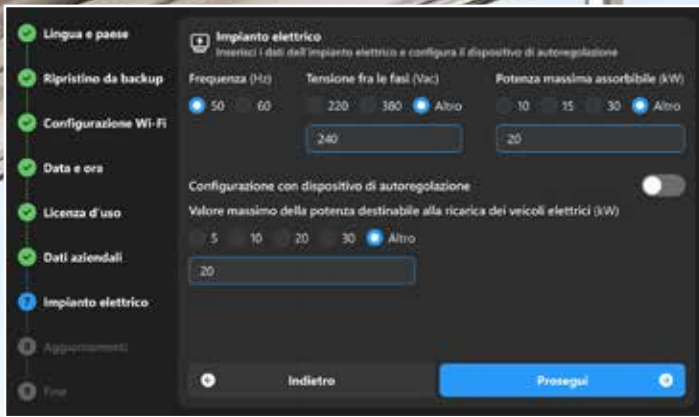 Lingua e paese
Ripristino da backup
Configurazione Wi-Fi
Data e ora
Licenza d'uso
Dati aziendali
7 Impianto elettrico
8 Aggiornamenti
9 Fine
Impianto elettrico
Inserisci i dati dell'impianto elettrico e configura il dispositivo di autoregolazione
Frequenza (Hz)
50 60
Tensione fra le fasi (Vac)
220 380 Altro
240
Potenza massima assorbibile (kW)
10 15 30 Altro
20
Configurazione con dispositivo di autoregolazione
Valore massimo della potenza destinabile alla ricarica dei veicoli elettrici (kW)
5 10 20 30 Altro
20
Indietro
Prosegui